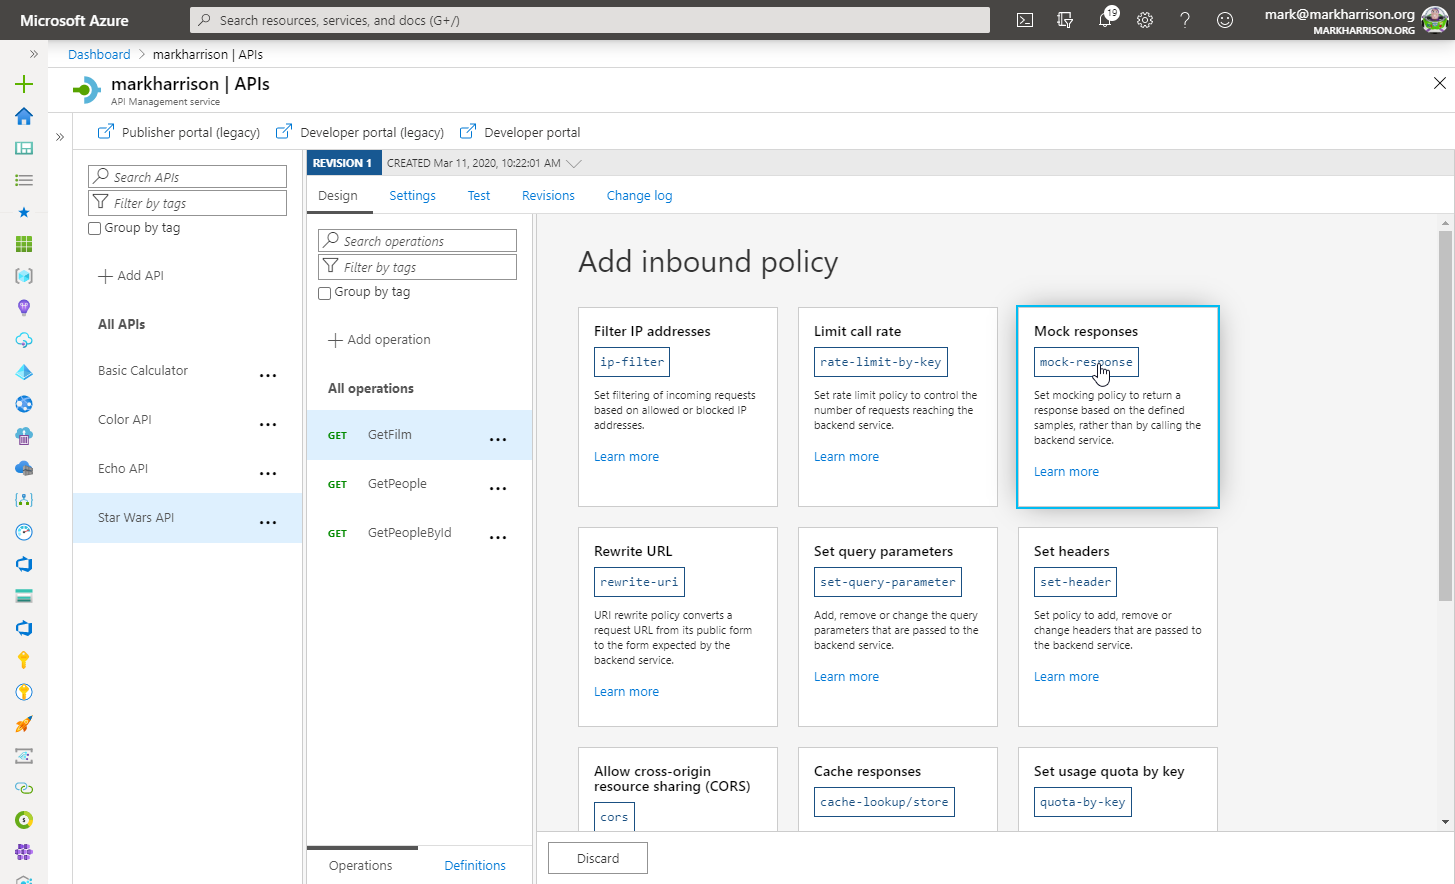 Microsoft Azure
Search resources, services, and docs (G+/)
19
mark@markharrison.org
MARKHARRISON.ORG
Dashboard > markharrison | APIs
markharrison | APIs
API Management service
Publisher portal (legacy)
Developer portal (legacy)
Developer portal
Search APIs
Filter by tags
Group by tag
Add API
All APIs
Basic Calculator
Color API
Echo API
Star Wars API
REVISION 1
CREATED Mar 11, 2020, 10:22:01 AM
Design
Settings
Test
Revisions
Change log
Search operations
Filter by tags
Group by tag
Add operation
All operations
GET GetFilm
GET GetPeople
GET GetPeopleById
Operations
Definitions
Add inbound policy
Filter IP addresses
ip-filter
Set filtering of incoming requests
based on allowed or blocked IP
addresses.
Learn more
Limit call rate
rate-limit-by-key
Set rate limit policy to control the
number of requests reaching the
backend service.
Learn more
Mock responses
mock-response
Set mocking policy to return a
response based on the defined
samples, rather than by calling the
backend service.
Learn more
Rewrite URL
rewrite-uri
URI rewrite policy converts a
request URL from its public form
to the form expected by the
backend service.
Learn more
Set query parameters
set-query-parameter
Add, remove or change the query
parameters that are passed to the
backend service.
Learn more
Set headers
set-header
Set policy to add, remove or
change headers that are passed to
the backend service.
Learn more
Allow cross-origin
resource sharing (CORS)
cors
Cache responses
cache-lookup/store
Set usage quota by key
quota-by-key
Discard